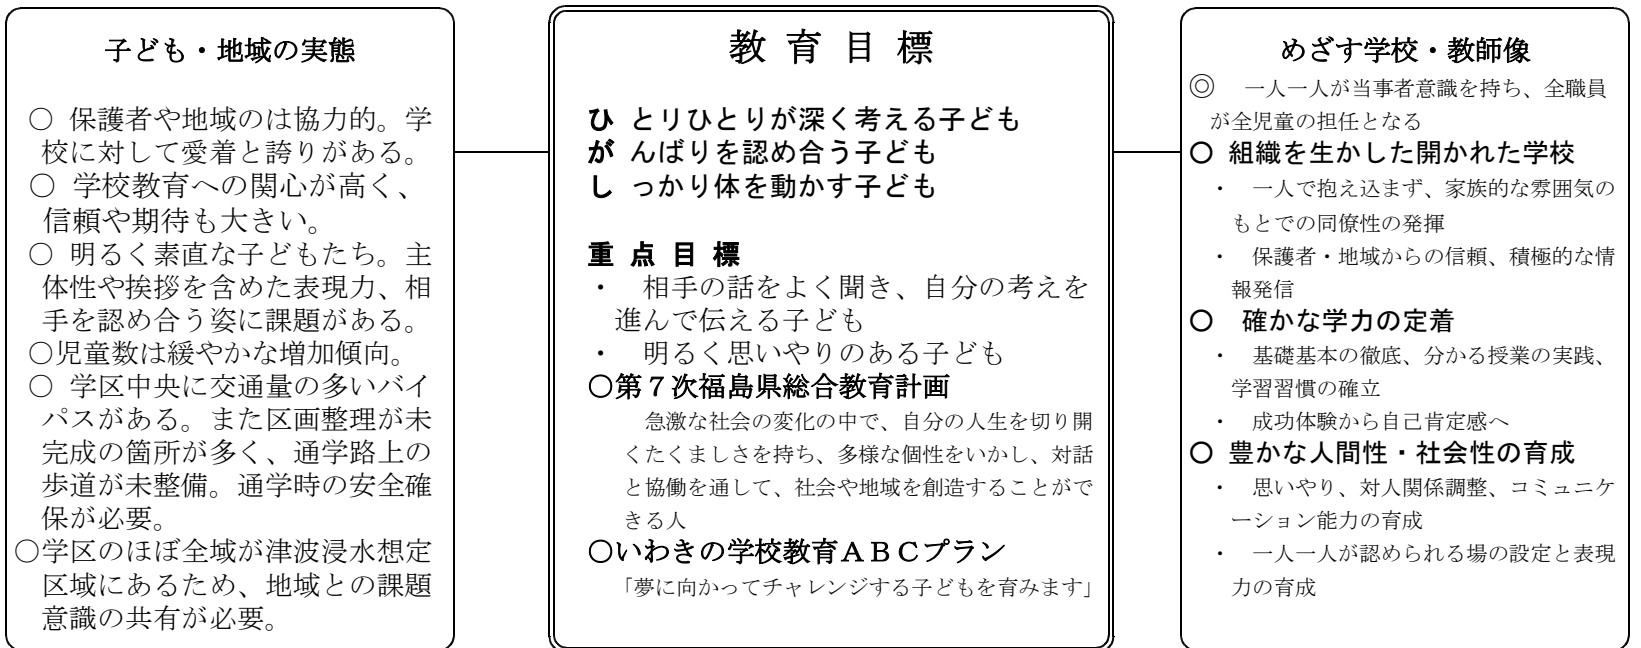 子ども・地域の実態
○ 保護者や地域のは協力的。学
校に対して愛着と誇りがある。
○ 学校教育への関心が高く、
信頼や期待も大きい。
○ 明るく素直な子どもたち。主
体性や挨拶を含めた表現力、相
手を認め合う姿に課題がある。
○児童数は緩やかな増加傾向。
○ 学区中央に交通量の多いバイ
パスがある。また区画整理が未
完成の箇所が多く、通学路上の
歩道が未整備。通学時の安全確
保が必要。
○学区のほぼ全域が津波浸水想定
区域にあるため、地域との課題
意識の共有が必要。
教 育 目 標
ひ とリひとりが深く考える子ども
が んばりを認め合う子ども
し っかり体を動かす子ども
重 点 目 標
・ 相手の話をよく聞き、自分の考えを
進んで伝える子ども
・ 明るく思いやりのある子ども
○第７次福島県総合教育計画
急激な社会の変化の中で、自分の人生を切り開
くたくましさを持ち、多様な個性をいかし、対話
と協働を通して、社会や地域を創造することがで
きる人
○いわきの学校教育ＡＢＣプラン
「夢に向かってチャレンジする子どもを育みます」
めざす学校・教師像
◎ 一人一人が当事者意識を持ち、全職員
が全児童の担任となる
○ 組織を生かした開かれた学校
・ 一人で抱え込まず、家族的な雰囲気の
もとでの同僚性の発揮
・ 保護者・地域からの信頼、積極的な情
報発信
○ 確かな学力の定着
・ 基礎基本の徹底、分かる授業の実践、
学習習慣の確立
・ 成功体験から自己肯定感へ
○ 豊かな人間性・社会性の育成
・ 思いやり、対人関係調整、コミュニケ
ーション能力の育成
・ 一人一人が認められる場の設定と表現
力の育成